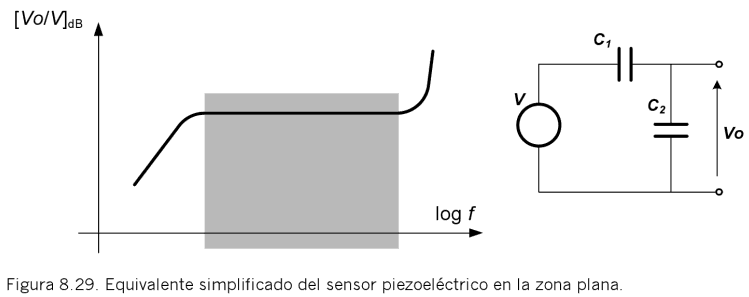 [Vo/V]dB
log f
C1
V
C2
Vo
Figura 8.29. Equivalente simplificado del sensor piezoeléctrico en la zona plana.